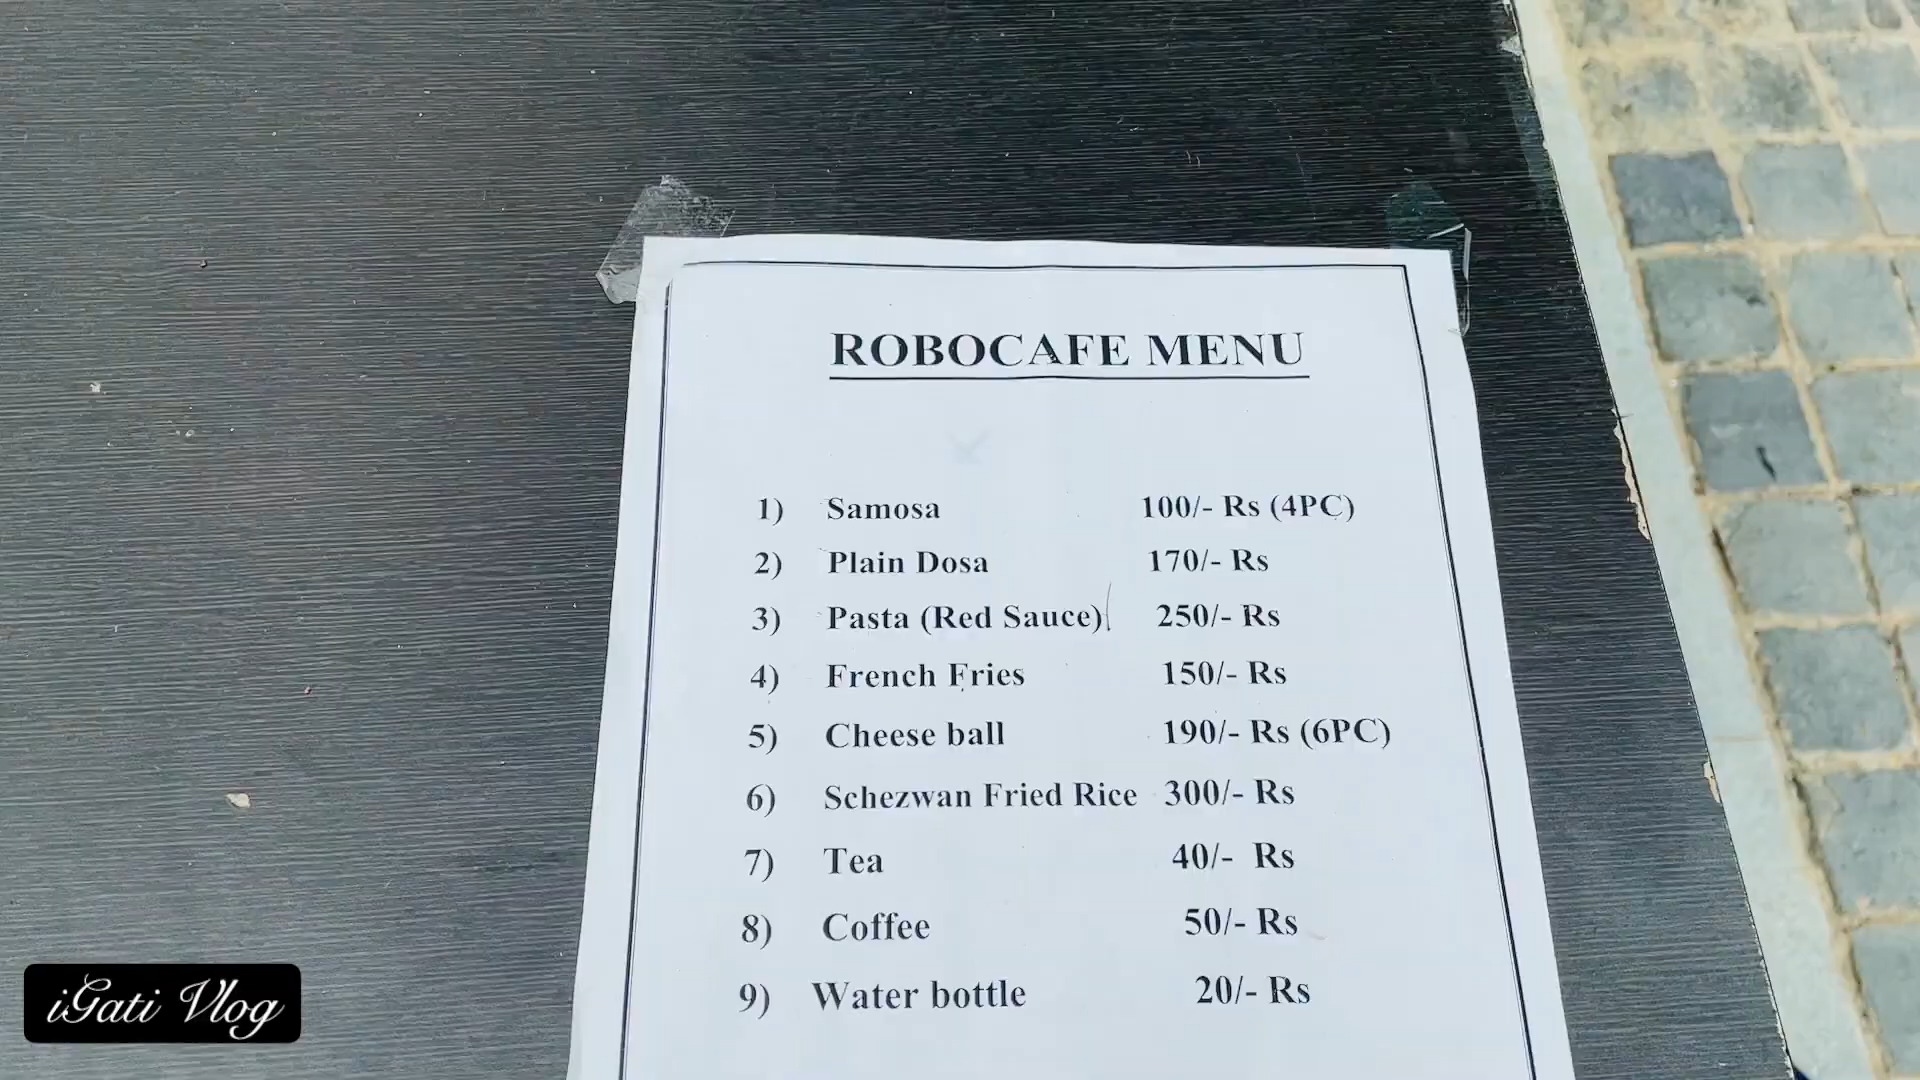 ROBOCAFE MENU
1) Samosa 100/- Rs (4PC)
2) Plain Dosa 170/- Rs
3) Pasta (Red Sauce) 250/- Rs
4) French Fries 150/- Rs
5) Cheese ball 190/- Rs (6PC)
6) Schezwan Fried Rice 300/- Rs
7) Tea 40/- Rs
8) Coffee 50/- Rs
9) Water bottle 20/- Rs
iGati Vlog